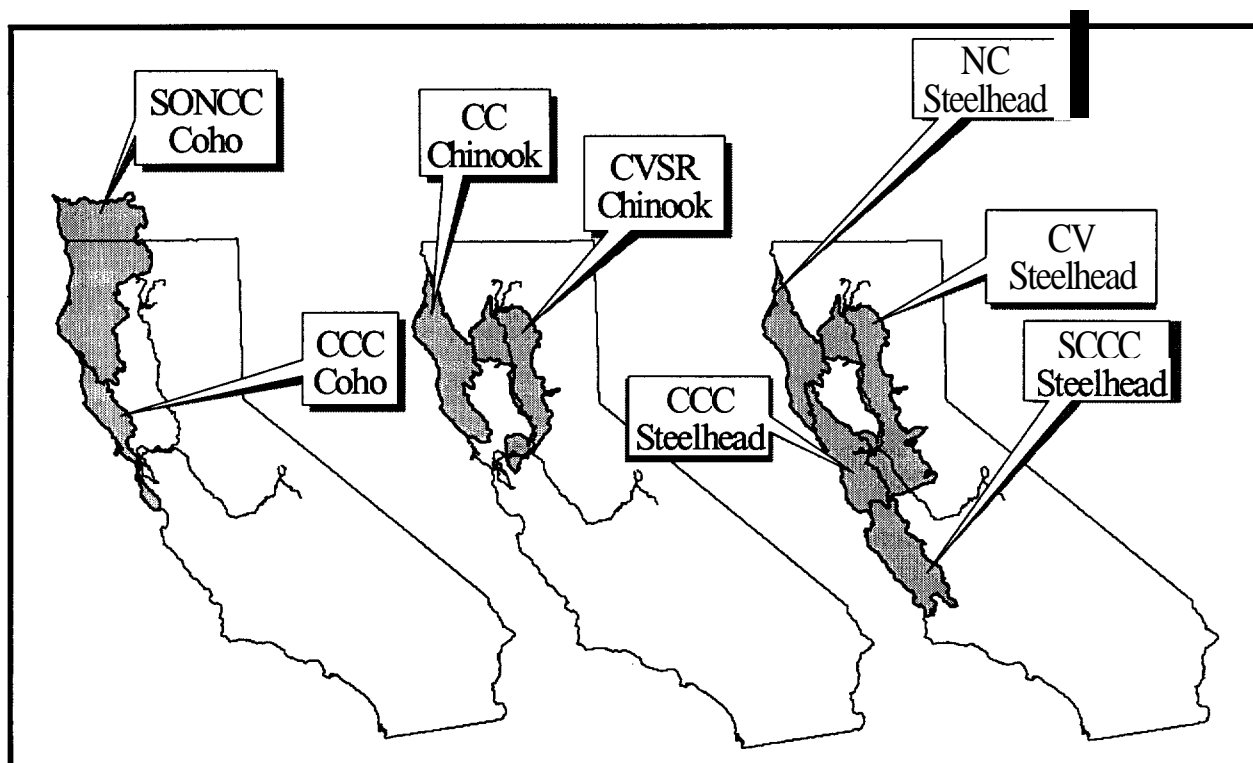 SONCC
Coho
CCC
Coho
CC
Chinook
CVSR
Chinook
NC
Steelhead
CV
Steelhead
CCC
Steelhead
SCCC
Steelhead